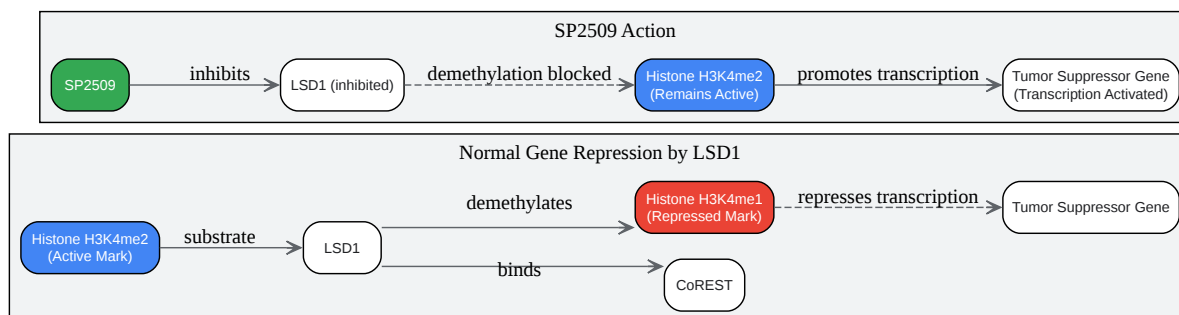 SP2509 Action
SP2509
inhibits
LSD1 (inhibited)
demethylation blocked
Histone H3K4me2
(Remains Active)
promotes transcription
Tumor Suppressor Gene
(Transcription Activated)
Normal Gene Repression by LSD1
Histone H3K4me2
(Active Mark)
substrate
LSD1
demethylates
Histone H3K4me1
(Repressed Mark)
represses transcription
Tumor Suppressor Gene
binds
CoREST